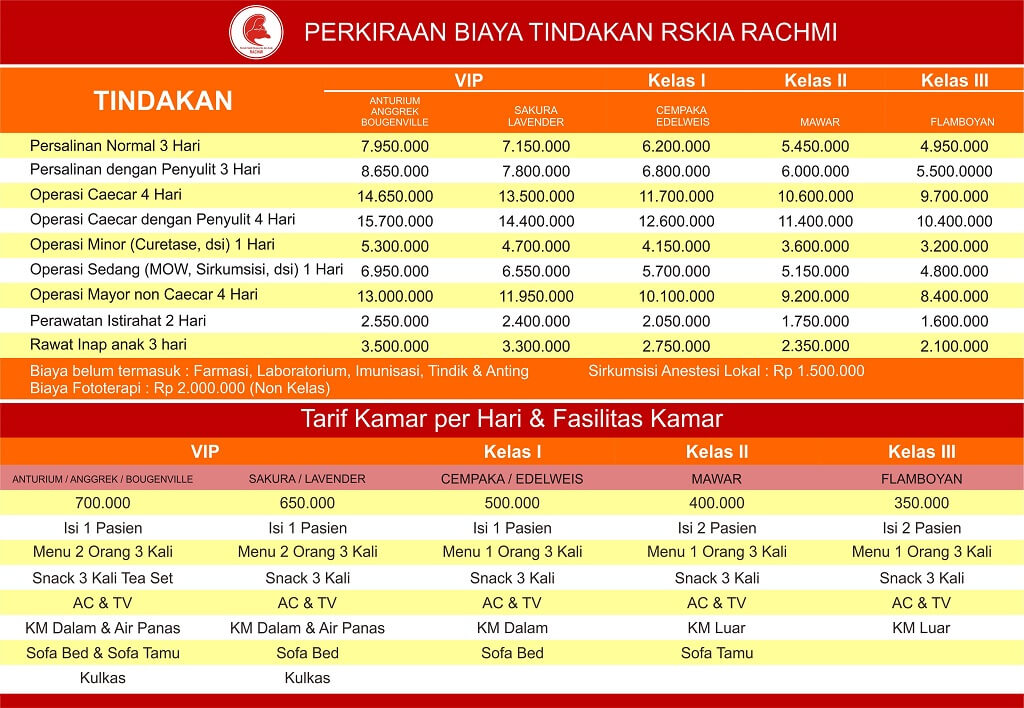 PERKIRAAN BIAYA TINDAKAN RSKIA RACHMI
RACHMI
TINDAKAN
VIP Kelas I Kelas II Kelas III
ANTURIUM ANGGREK BOUGENVILLE SAKURA LAVENDER CEMPAKA EDELWEIS MAWAR FLAMBOYAN
Persalinan Normal 3 Hari 7.950.000 7.150.000 6.200.000 5.450.000 4.950.000
Persalinan dengan Penyulit 3 Hari 8.650.000 7.800.000 6.800.000 6.000.000 5.500.0000
Operasi Caecar 4 Hari 14.650.000 13.500.000 11.700.000 10.600.000 9.700.000
Operasi Caecar dengan Penyulit 4 Hari 15.700.000 14.400.000 12.600.000 11.400.000 10.400.000
Operasi Minor (Curetase, dsi) 1 Hari 5.300.000 4.700.000 4.150.000 3.600.000 3.200.000
Operasi Sedang (MOW, Sirkumsisi, dsi) 1 Hari 6.950.000 6.550.000 5.700.000 5.150.000 4.800.000
Operasi Mayor non Caecar 4 Hari 13.000.000 11.950.000 10.100.000 9.200.000 8.400.000
Perawatan Istirahat 2 Hari 2.550.000 2.400.000 2.050.000 1.750.000 1.600.000
Rawat Inap anak 3 hari 3.500.000 3.300.000 2.750.000 2.350.000 2.100.000
Biaya belum termasuk : Farmasi, Laboratorium, Imunisasi, Tindik & Anting Sirkumsisi Anestesi Lokal : Rp 1.500.000
Biaya Fototerapi : Rp 2.000.000 (Non Kelas)
Tarif Kamar per Hari & Fasilitas Kamar
VIP Kelas I Kelas II Kelas III
ANTURIUM / ANGGREK / BOUGENVILLE SAKURA / LAVENDER CEMPAKA / EDELWEIS MAWAR FLAMBOYAN
700.000 650.000 500.000 400.000 350.000
Isi 1 Pasien Isi 1 Pasien Isi 1 Pasien Isi 2 Pasien Isi 2 Pasien
Menu 2 Orang 3 Kali Menu 2 Orang 3 Kali Menu 1 Orang 3 Kali Menu 1 Orang 3 Kali Menu 1 Orang 3 Kali
Snack 3 Kali Tea Set Snack 3 Kali Snack 3 Kali Snack 3 Kali Snack 3 Kali
AC & TV AC & TV AC & TV AC & TV AC & TV
KM Dalam & Air Panas KM Dalam & Air Panas KM Dalam KM Luar KM Luar
Sofa Bed & Sofa Tamu Sofa Bed Sofa Bed Sofa Tamu
Kulkas Kulkas